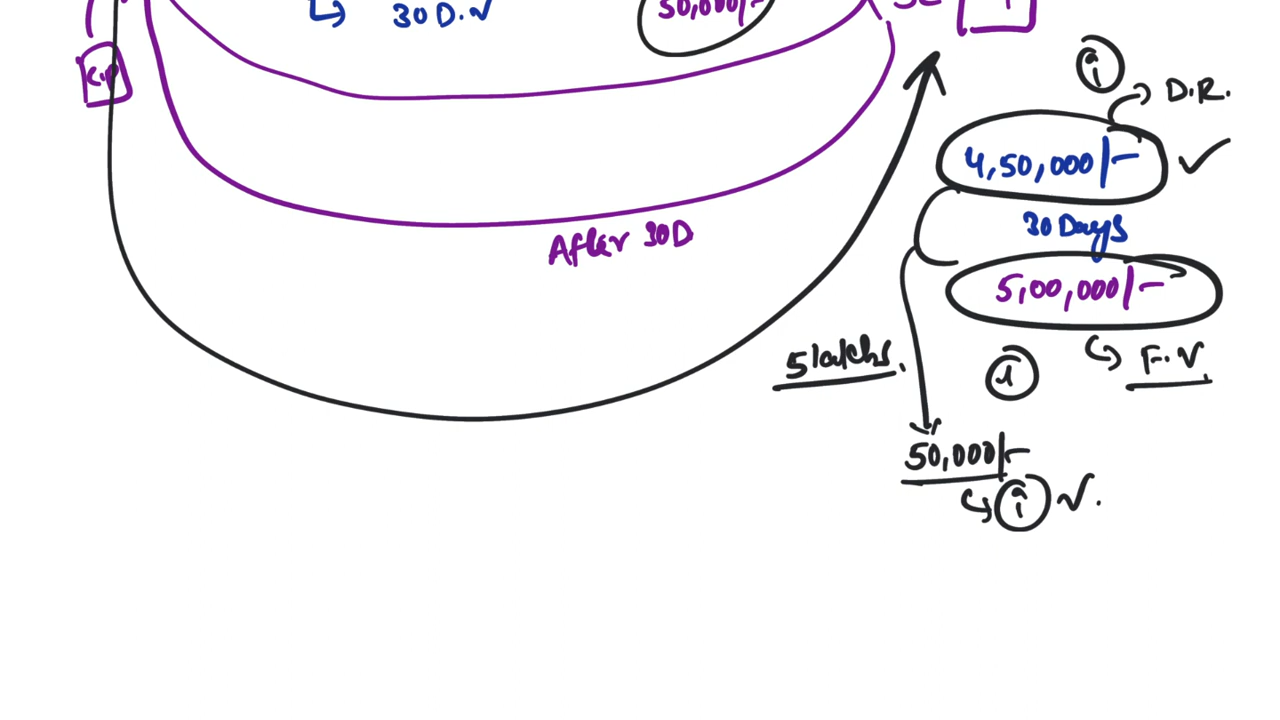 30 D.
50,000/-
C.P
i
D.R.
4,50,000/-
30 Days
After 30D
5,00,000/-
5 lakhs.
F.V
i
50,000/-
i